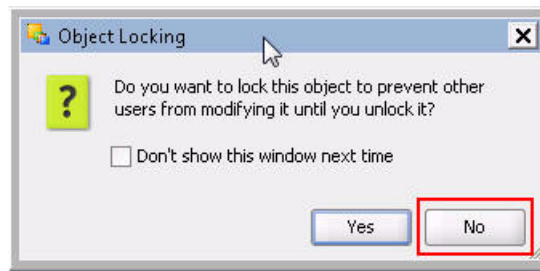 Object Locking
Do you want to lock this object to prevent other
users from modifying it until you unlock it?
Don't show this window next time
Yes No